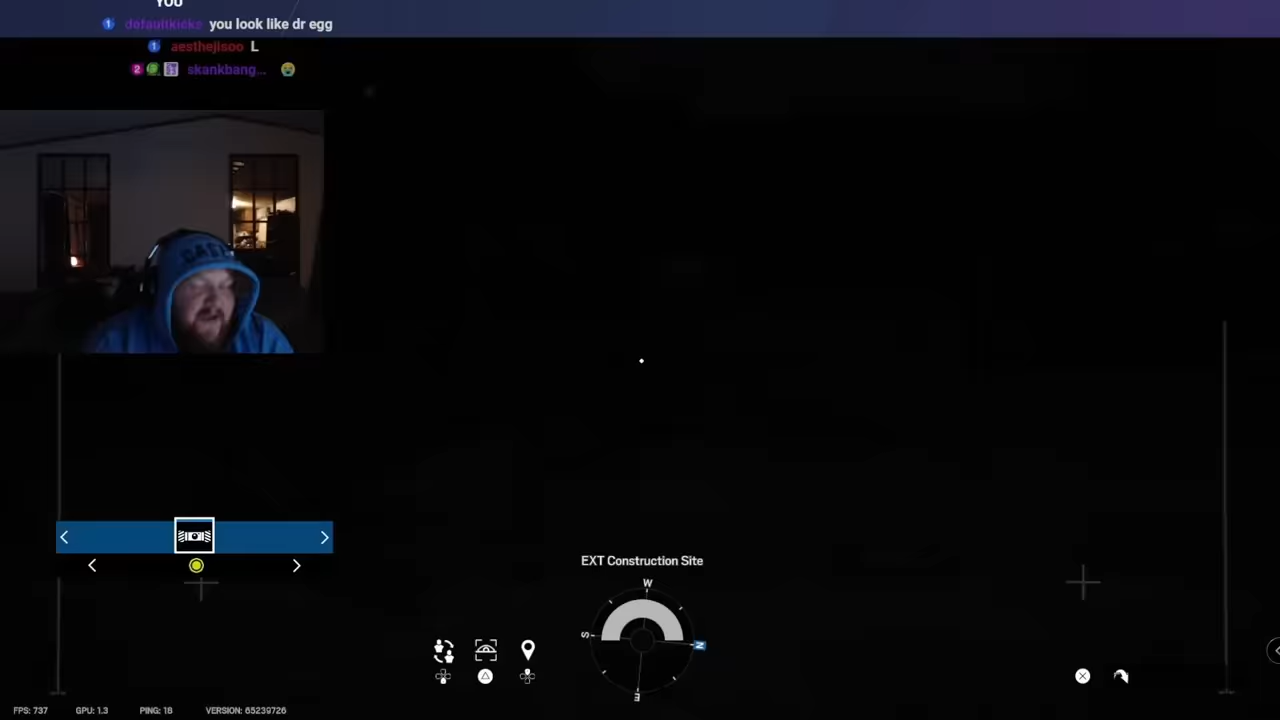 YOU
defaultkicks you look like dr egg
aesthejisoo L
2 skankbang... 😭
EXT Construction Site
W
S
N
E
FPS: 737 GPU: 1.3 PING: 18 VERSION: 65239726